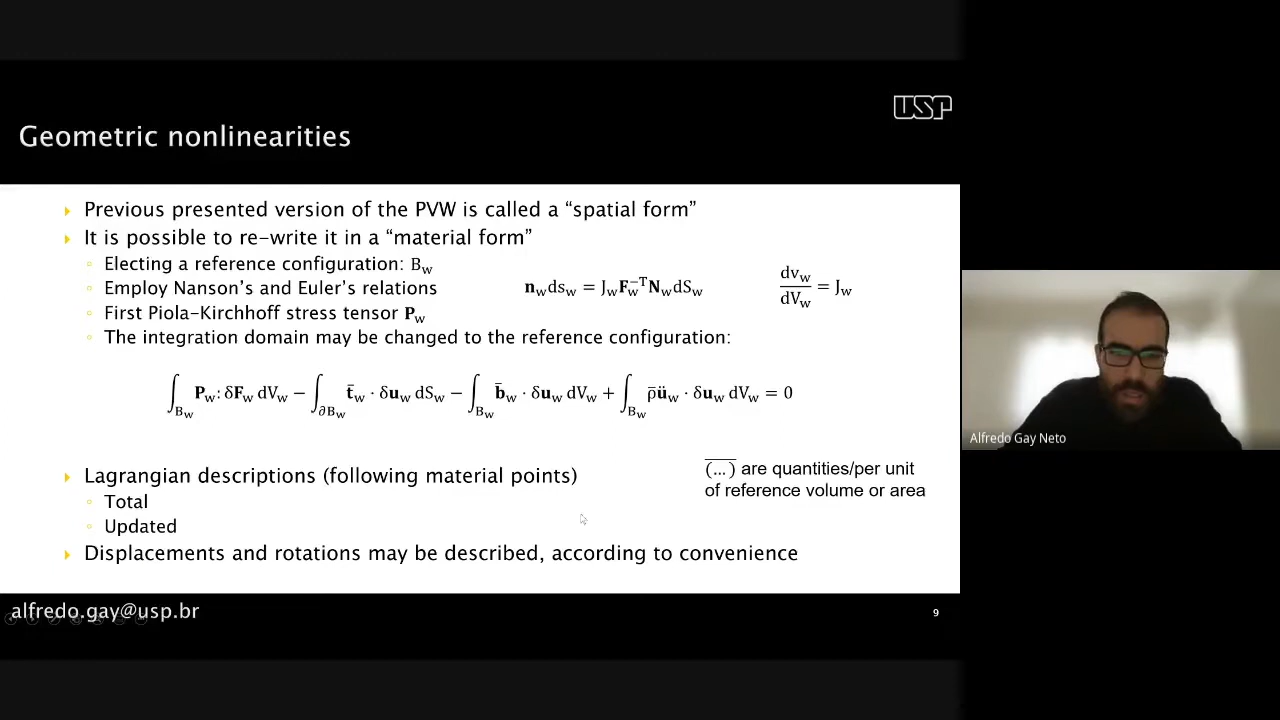 USP
Geometric nonlinearities
Previous presented version of the PVW is called a “spatial form”
It is possible to re-write it in a “material form”
Electing a reference configuration: B_w
Employ Nanson’s and Euler’s relations
𝐧_w ds_w = J_w 𝐅_w^{−T} 𝐍_w dS_w
dv_w / dV_w = J_w
First Piola-Kirchhoff stress tensor 𝐏_w
The integration domain may be changed to the reference configuration:
∫_{B_w} 𝐏_w : δ𝐅_w dV_w − ∫_{∂B_w} 𝐭̄_w · δ𝐮_w dS_w − ∫_{B_w} 𝐛̄_w · δ𝐮_w dV_w + ∫_{B_w} ρ̄𝐮̈_w · δ𝐮_w dV_w = 0
Lagrangian descriptions (following material points)
Total
Updated
(...) are quantities/per unit
of reference volume or area
Displacements and rotations may be described, according to convenience
alfredo.gay@usp.br
9
Alfredo Gay Neto